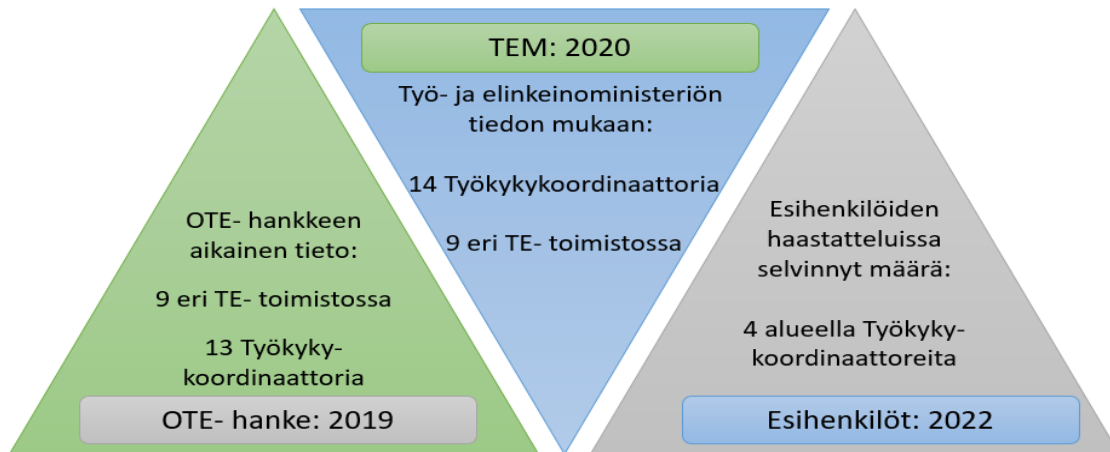 OTE- hankkeen
aikainen tieto:
9 eri TE- toimistossa
13 Työkyky-
koordinaattoria
OTE- hanke: 2019
TEM: 2020
Työ- ja elinkeinoministeriön
tiedon mukaan:
14 Työkykykoordinaattoria
9 eri TE- toimistossa
Esihenkilöiden
haastatteluissa
selvinnyt määrä:
4 alueella Työkyky-
koordinaattoreita
Esihenkilöt: 2022